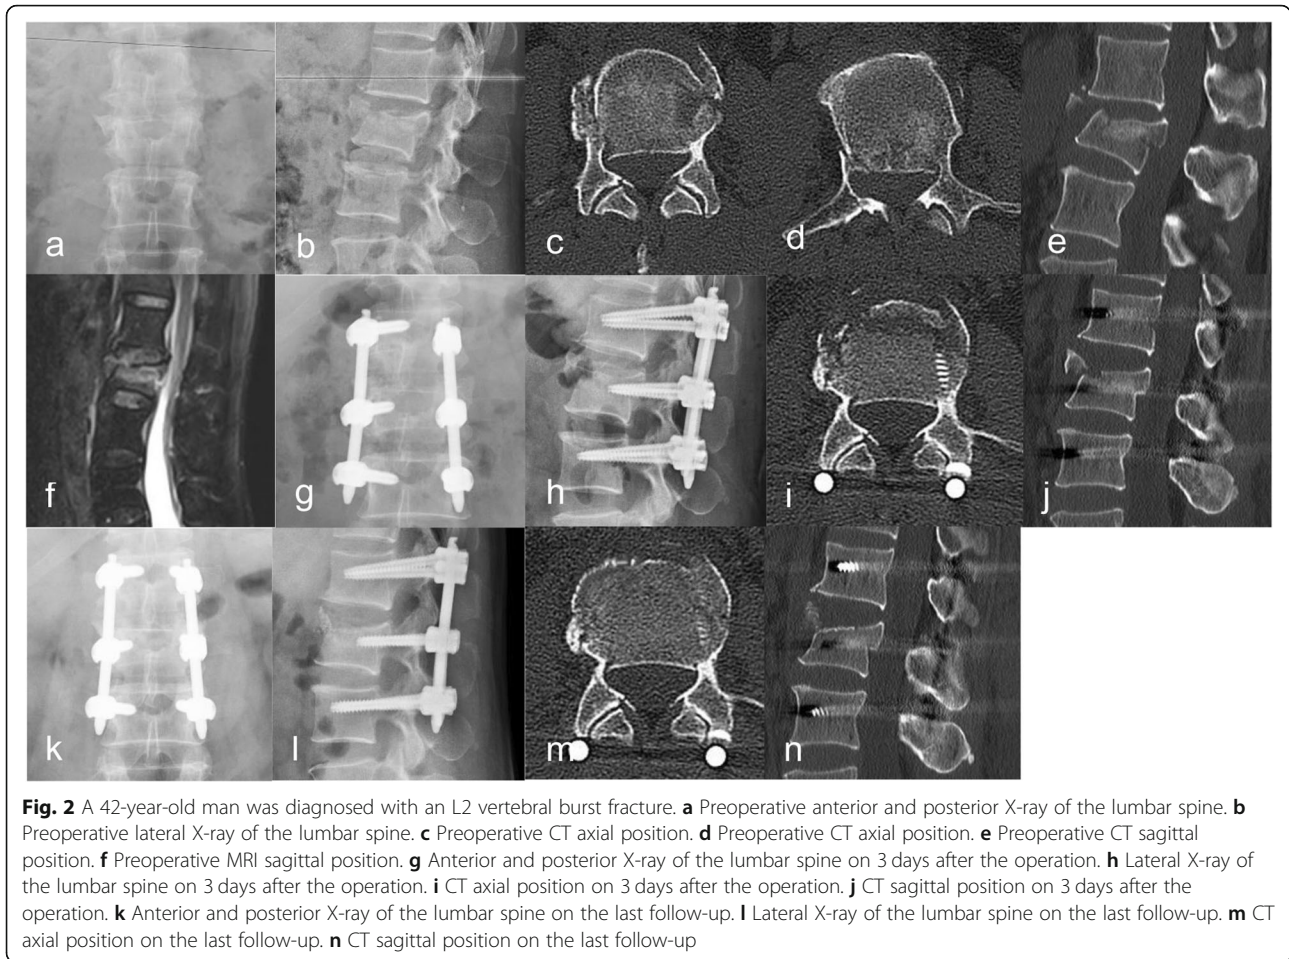 a
b
c
d
e
f
g
h
i
j
k
l
m
n
Fig. 2 A 42-year-old man was diagnosed with an L2 vertebral burst fracture. a Preoperative anterior and posterior X-ray of the lumbar spine. b
Preoperative lateral X-ray of the lumbar spine. c Preoperative CT axial position. d Preoperative CT axial position. e Preoperative CT sagittal
position. f Preoperative MRI sagittal position. g Anterior and posterior X-ray of the lumbar spine on 3 days after the operation. h Lateral X-ray of
the lumbar spine on 3 days after the operation. i CT axial position on 3 days after the operation. j CT sagittal position on 3 days after the
operation. k Anterior and posterior X-ray of the lumbar spine on the last follow-up. l Lateral X-ray of the lumbar spine on the last follow-up. m CT
axial position on the last follow-up. n CT sagittal position on the last follow-up